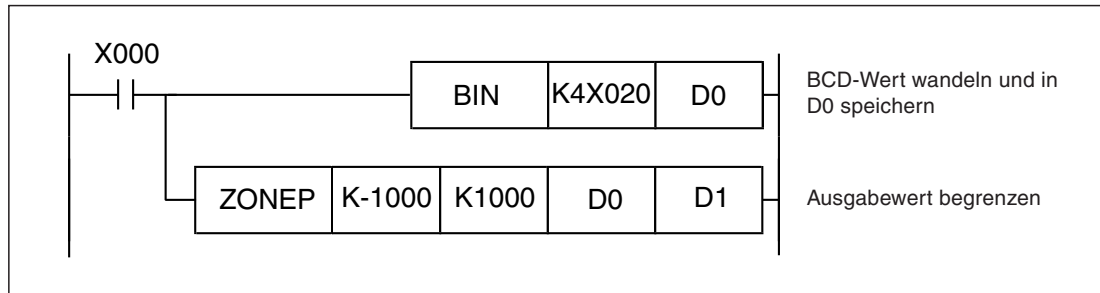 X000
BIN K4X020 D0
BCD-Wert wandeln und in
D0 speichern
ZONEP K-1000 K1000 D0 D1
Ausgabewert begrenzen